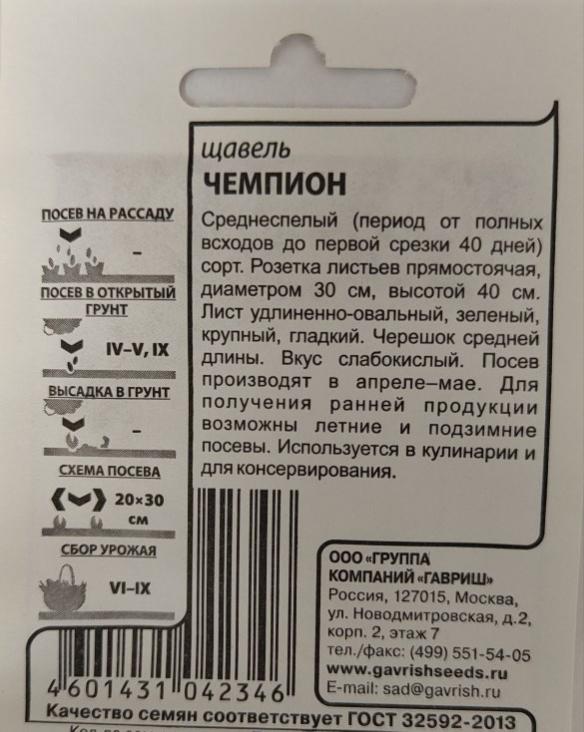 щавель
ЧЕМПИОН
Среднеспелый (период от полных
всходов до первой срезки 40 дней)
сорт. Розетка листьев прямостоячая,
диаметром 30 см, высотой 40 см.
Лист удлиненно-овальный, зеленый,
крупный, гладкий. Черешок средней
длины. Вкус слабокислый. Посев
производят в апреле–мае. Для
получения ранней продукции
возможны летние и подзимние
посевы. Используется в кулинарии и
для консервирования.
ПОСЕВ НА РАССАДУ
–
ПОСЕВ В ОТКРЫТЫЙ
ГРУНТ
IV–V, IX
ВЫСАДКА В ГРУНТ
–
СХЕМА ПОСЕВА
20×30
см
СБОР УРОЖАЯ
VI–IX
ООО «ГРУППА
КОМПАНИЙ «ГАВРИШ»
Россия, 127015, Москва,
ул. Новодмитровская, д.2,
корп. 2, этаж 7
тел./факс: (499) 551-54-05
www.gavrishseeds.ru
E-mail: sad@gavrish.ru
4 601431 042346
Качество семян соответствует ГОСТ 32592-2013